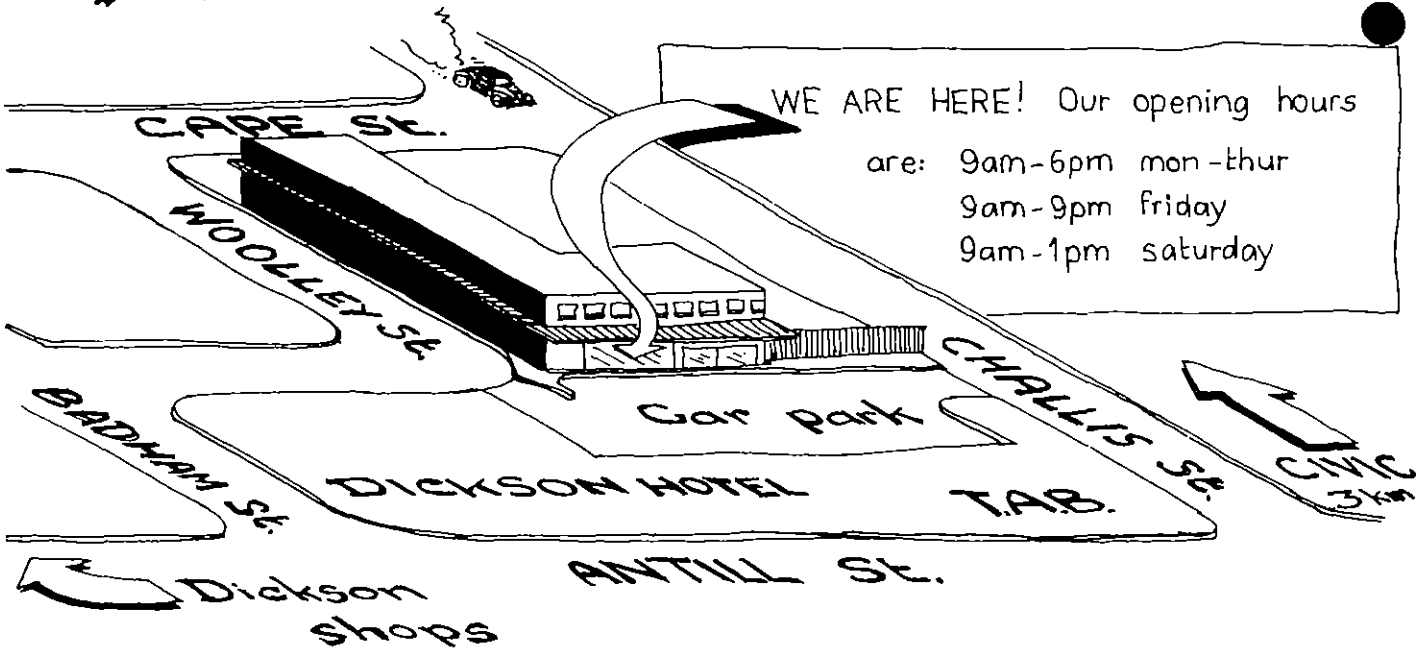 WE ARE HERE! Our opening hours
are: 9am-6pm mon-thur
9am-9pm friday
9am-1pm saturday
CAPE St.
WOOLLEY St.
BADHAM St.
CHALLIS St.
Car park
CIVIC
3km
DICKSON HOTEL
T.A.B.
ANTILL St.
Dickson
shops